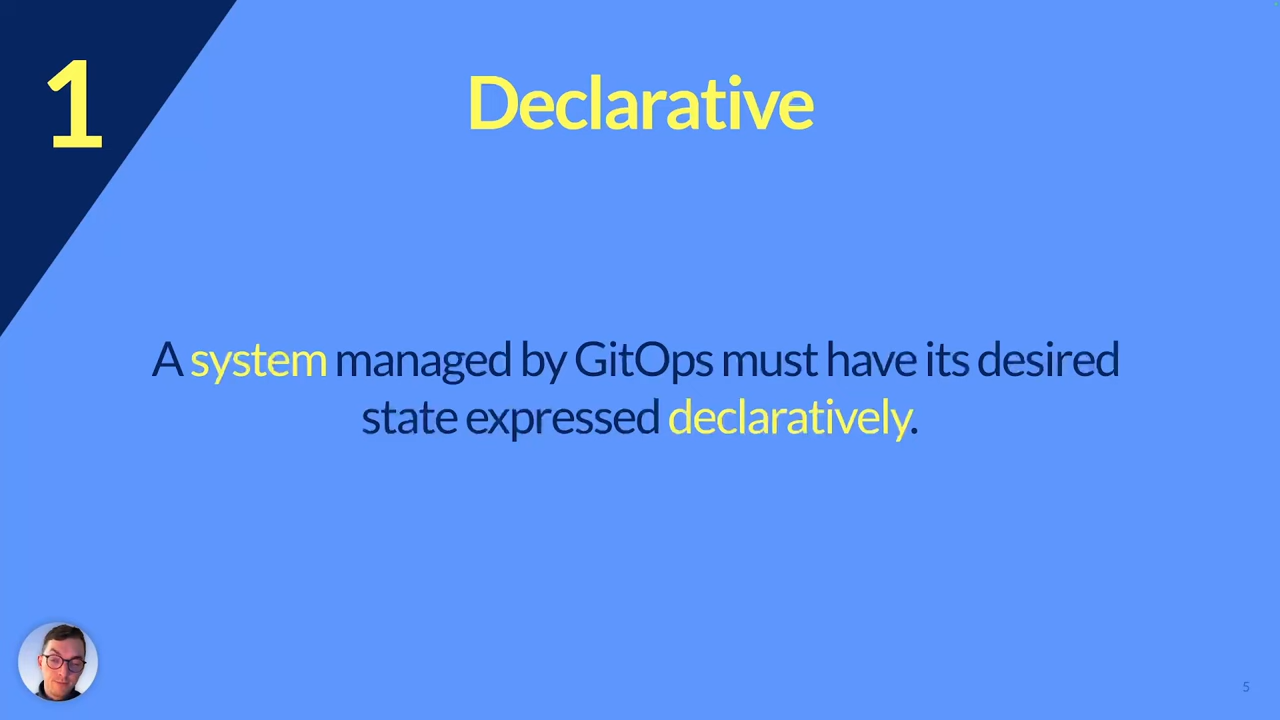 1
Declarative
A system managed by GitOps must have its desired
state expressed declaratively.
5